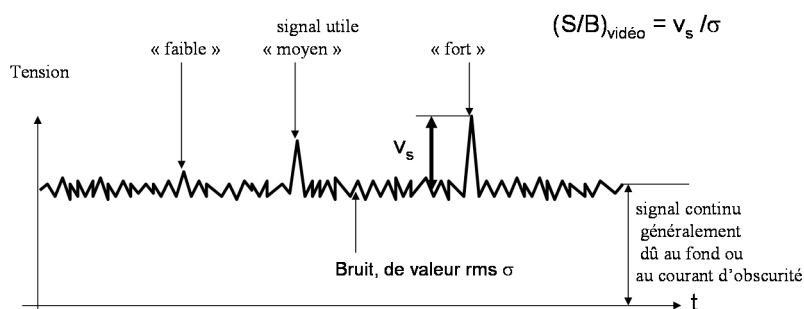 signal utile
(S/B)vidéo = vs /σ
« faible »
« moyen »
« fort »
Tension
vs
signal continu
généralement
dû au fond ou
au courant d’obscurité
Bruit, de valeur rms σ
t